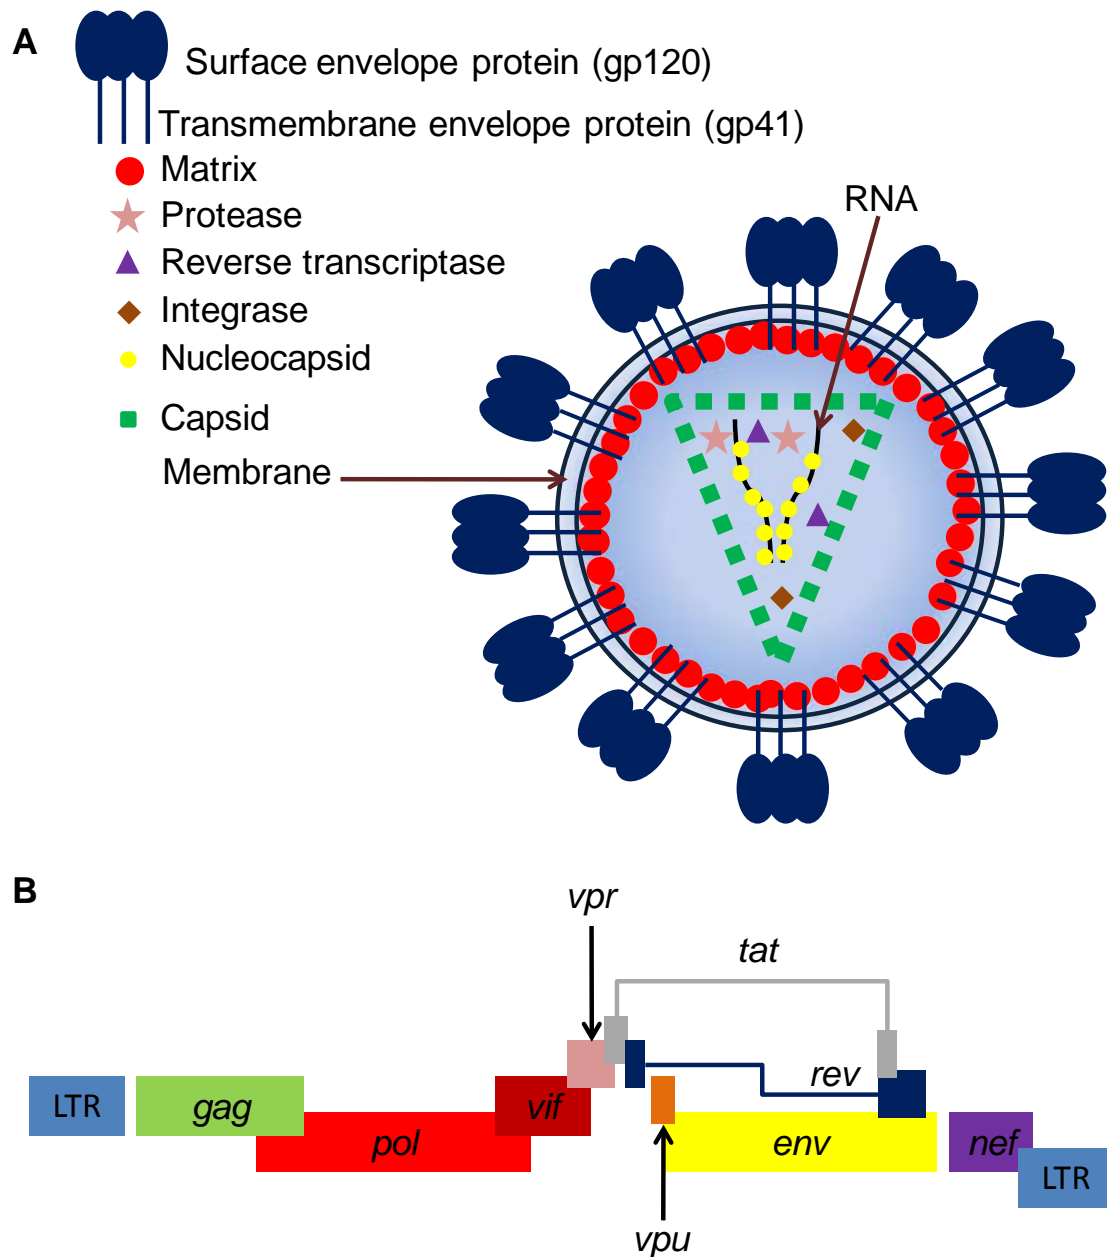 A
Surface envelope protein (gp120)
Transmembrane envelope protein (gp41)
Matrix
Protease
Reverse transcriptase
Integrase
Nucleocapsid
Capsid
Membrane
RNA
B
vpr
tat
rev
LTR
gag
vif
pol
env
nef
LTR
vpu